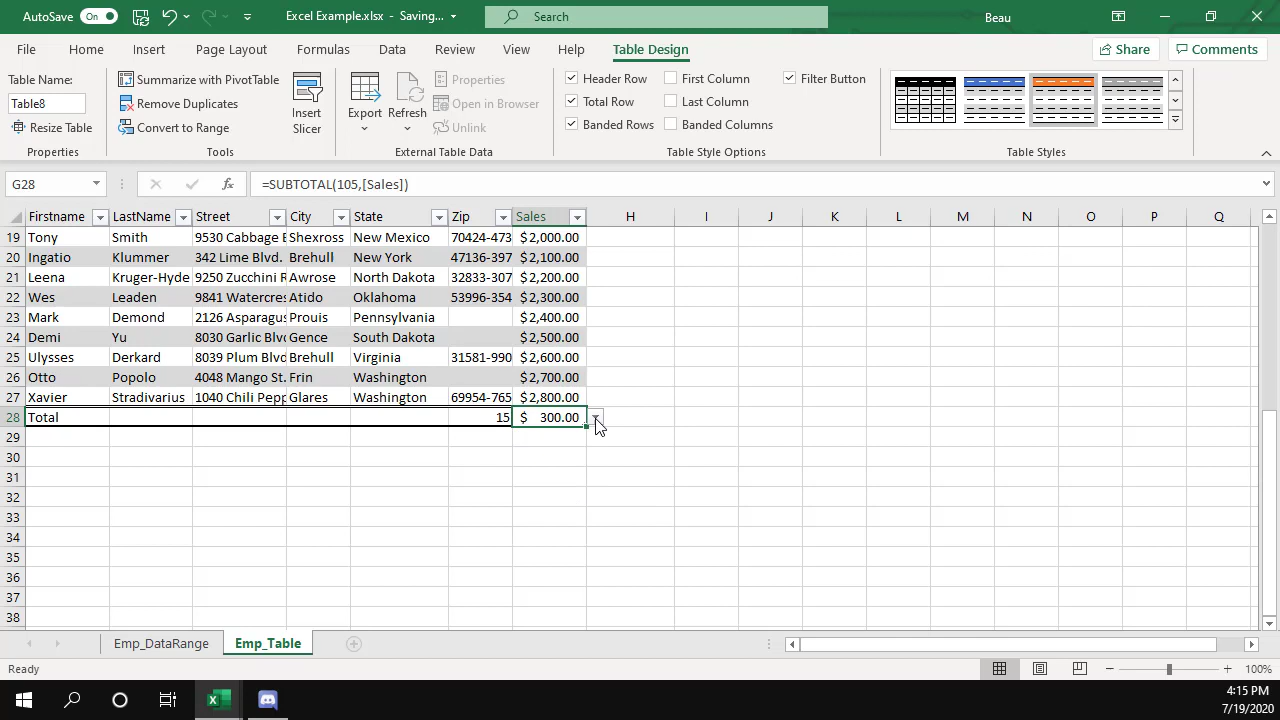 AutoSave On Excel Example.xlsx - Saving... Search Beau
File Home Insert Page Layout Formulas Data Review View Help Table Design Share Comments
Table Name:
Table8
Resize Table
Properties
Summarize with PivotTable
Remove Duplicates
Convert to Range
Tools
Insert
Slicer
Export Refresh
Properties
Open in Browser
Unlink
External Table Data
Header Row First Column Filter Button
Total Row Last Column
Banded Rows Banded Columns
Table Style Options
Table Styles
G28 fx =SUBTOTAL(105,[Sales])
Firstname LastName Street City State Zip Sales H I J K L M N O P Q
19 Tony Smith 9530 Cabbage Shexross New Mexico 70424-473 $2,000.00
20 Ingatio Klummer 342 Lime Blvd. Brehull New York 47136-397 $2,100.00
21 Leena Kruger-Hyde 9250 Zucchini Awrose North Dakota 32833-307 $2,200.00
22 Wes Leaden 9841 Watercres Atido Oklahoma 53996-354 $2,300.00
23 Mark Demond 2126 Asparagus Prouis Pennsylvania $2,400.00
24 Demi Yu 8030 Garlic Blv Gence South Dakota $2,500.00
25 Ulysses Derkard 8039 Plum Blvd Brehull Virginia 31581-990 $2,600.00
26 Otto Popolo 4048 Mango St. Frin Washington $2,700.00
27 Xavier Stradivarius 1040 Chili Pepp Glares Washington 69954-765 $2,800.00
28 Total 15 $ 300.00
29
30
31
32
33
34
35
36
37
38
Emp_DataRange Emp_Table
Ready 100%
4:15 PM
7/19/2020